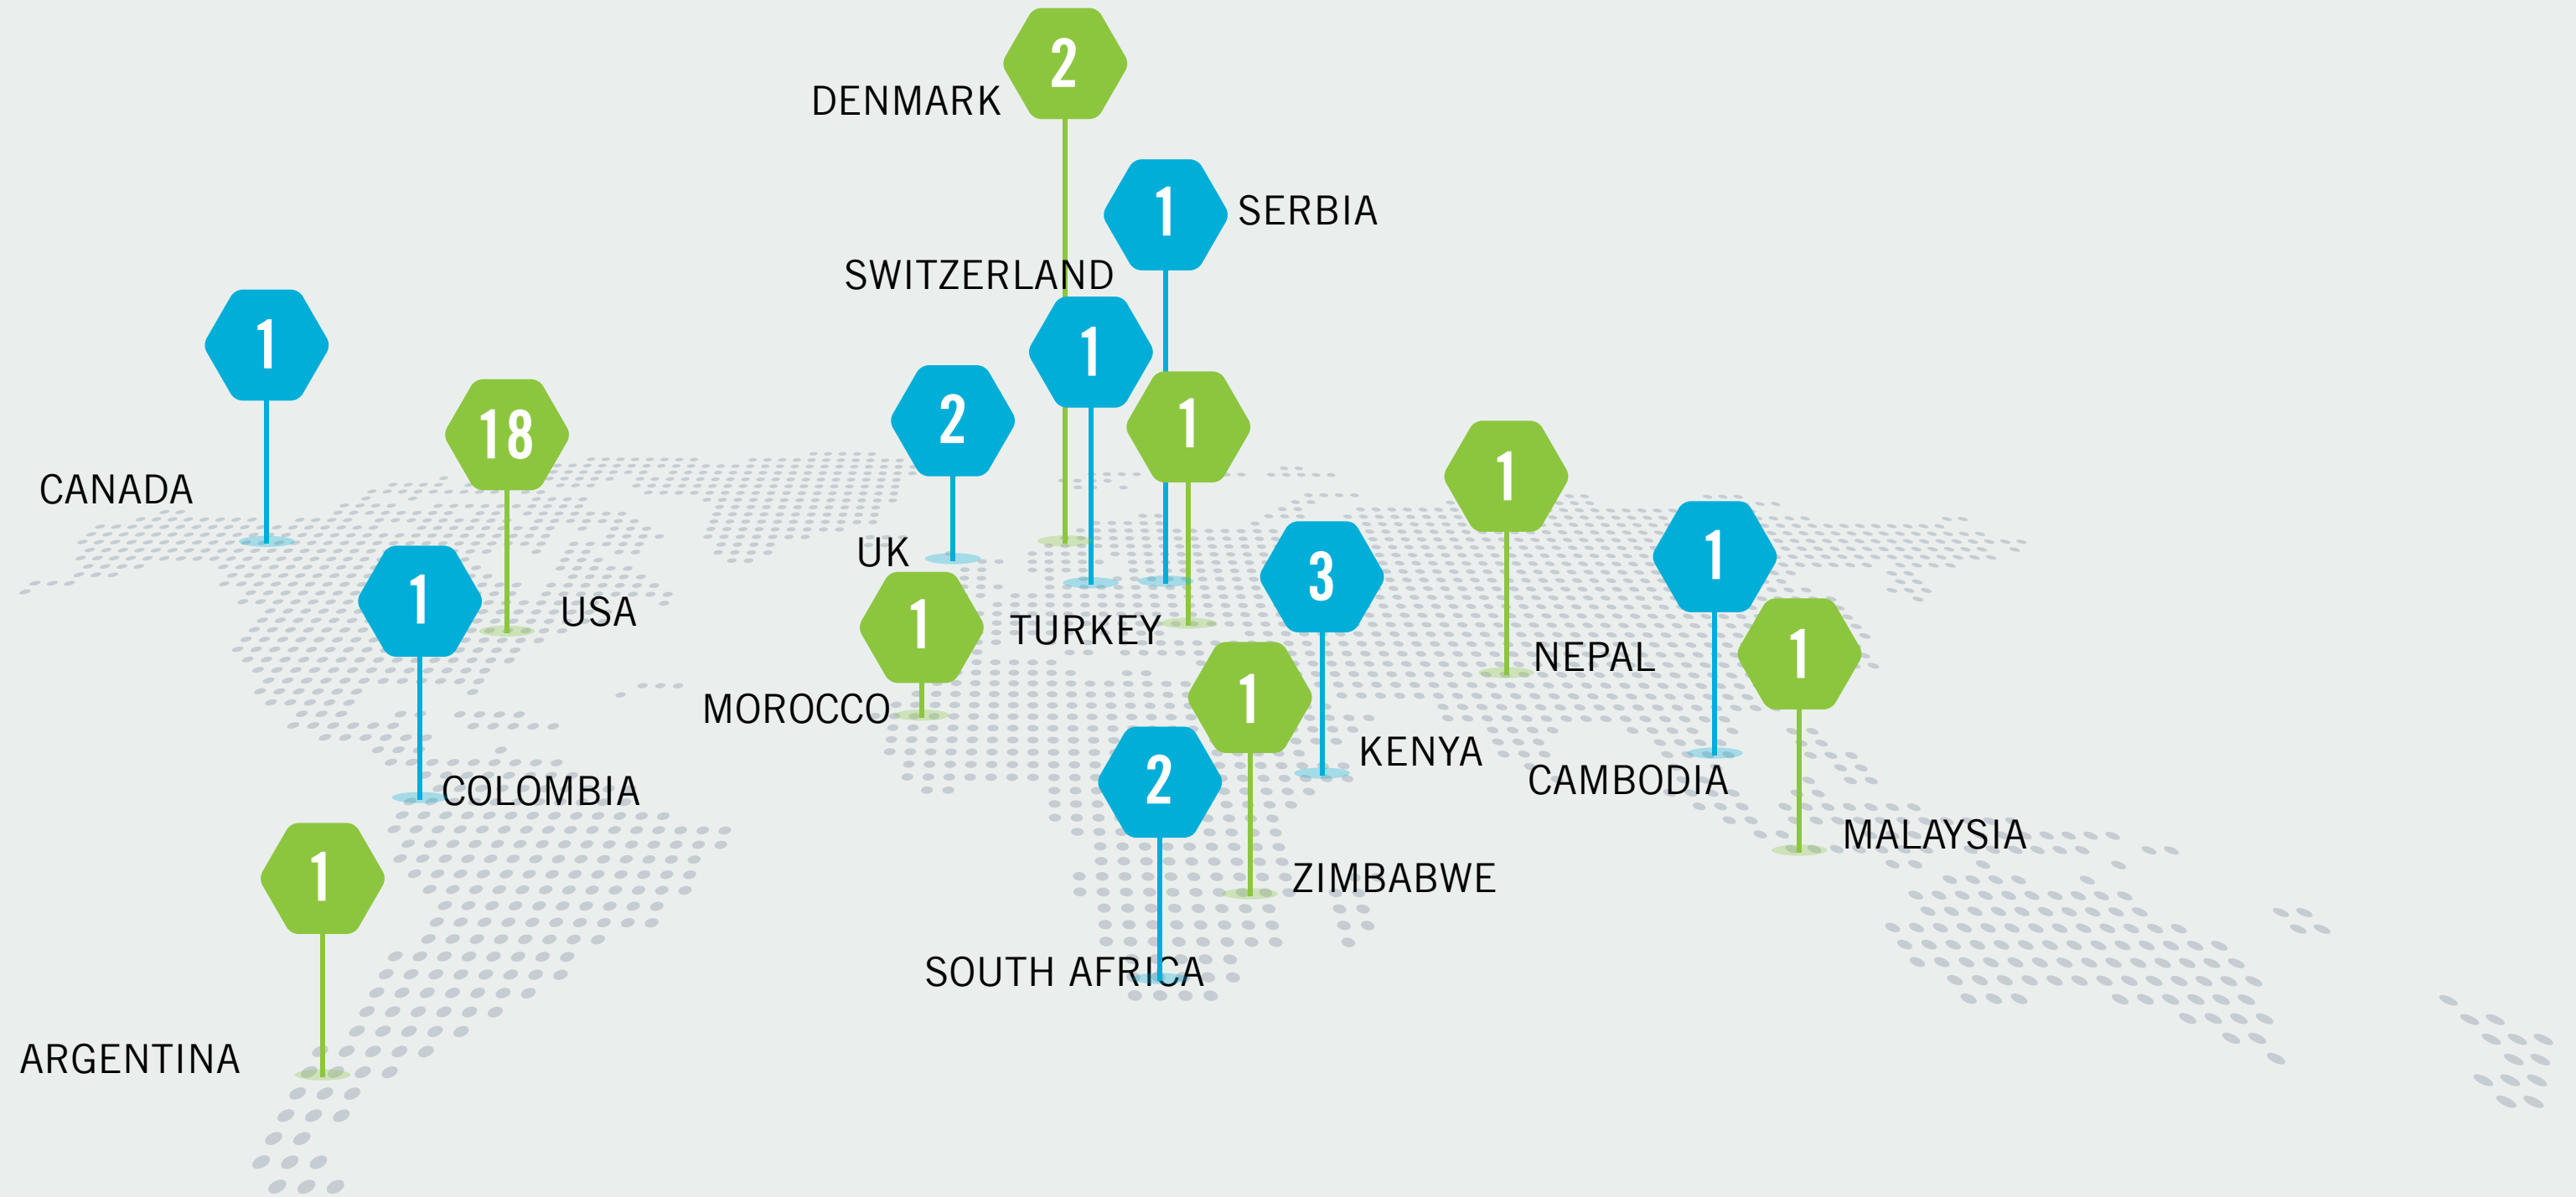 2
DENMARK
1
SERBIA
SWITZERLAND
1
1
2
1
18
1
CANADA
1
UK
3
1
1
USA
1
TURKEY
NEPAL
1
MOROCCO
1
KENYA
2
CAMBODIA
COLOMBIA
MALAYSIA
1
ZIMBABWE
SOUTH AFRICA
ARGENTINA